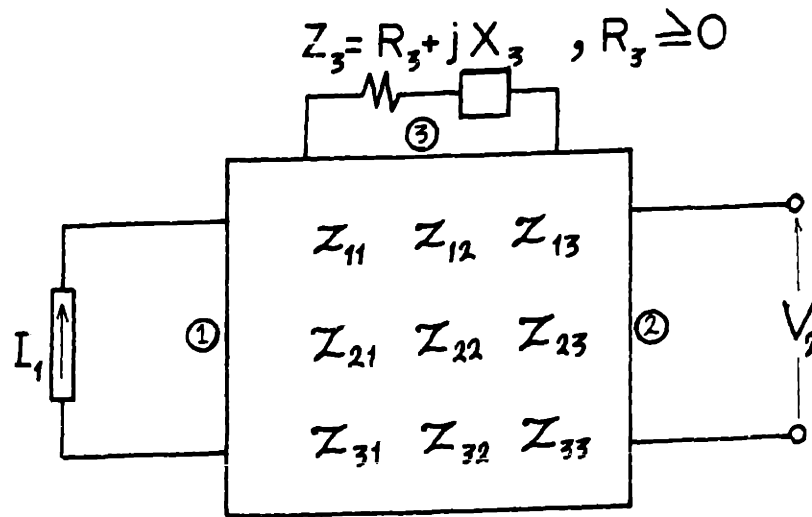 Z₃ = R₃ + j X₃ , R₃ ≥ 0
③
Z₁₁ Z₁₂ Z₁₃
I₁ ① Z₂₁ Z₂₂ Z₂₃ ② V₂
Z₃₁ Z₃₂ Z₃₃